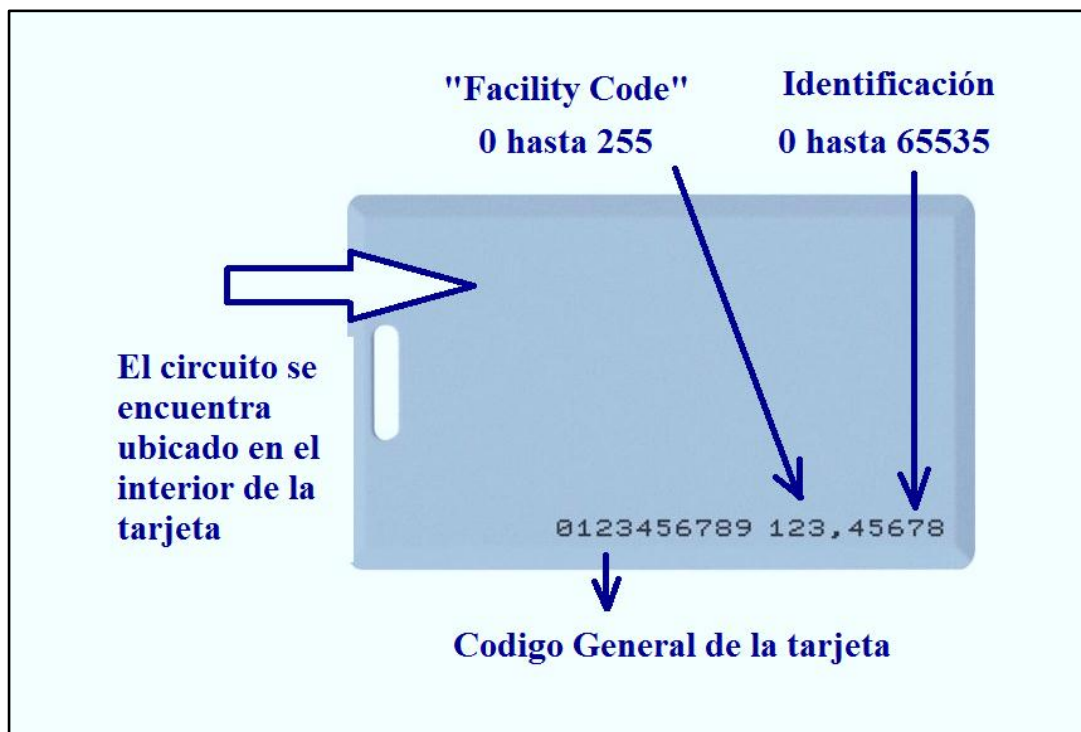 "Facility Code"
0 hasta 255
Identificación
0 hasta 65535
El circuito se
encuentra
ubicado en el
interior de la
tarjeta
0123456789 123,45678
Codigo General de la tarjeta